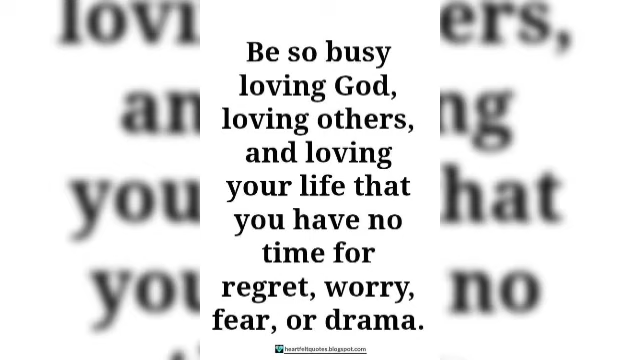 Be so busy
loving God,
loving others,
and loving
your life that
you have no
time for
regret, worry,
fear, or drama.
heartfeltquotes.blogspot.com